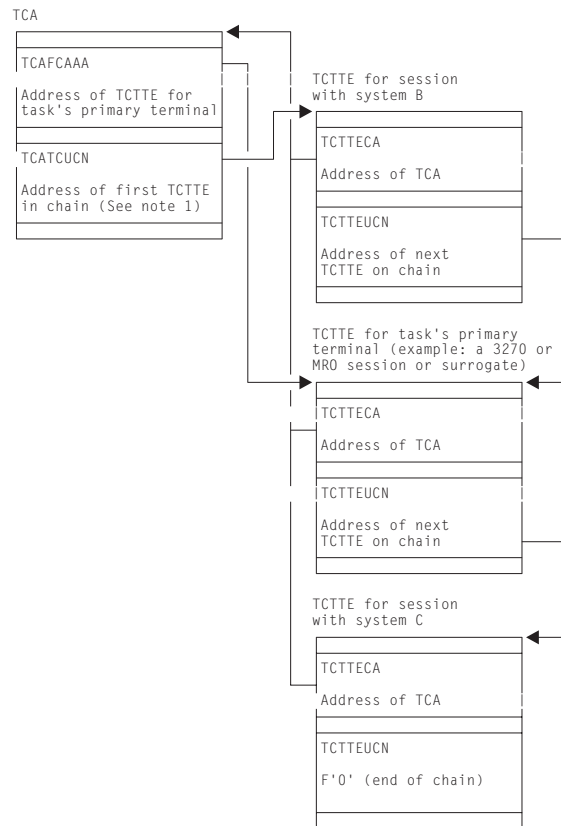 TCA
TCAFCAAA
Address of TCTTE for
task's primary terminal
TCATCUCN
Address of first TCTTE
in chain (See note 1)
TCTTE for session
with system B
TCTTECA
Address of TCA
TCTTEUCN
Address of next
TCTTE on chain
TCTTE for task's primary
terminal (example: a 3270 or
MRO session or surrogate)
TCTTECA
Address of TCA
TCTTEUCN
Address of next
TCTTE on chain
TCTTE for session
with system C
TCTTECA
Address of TCA
TCTTEUCN
F'0' (end of chain)